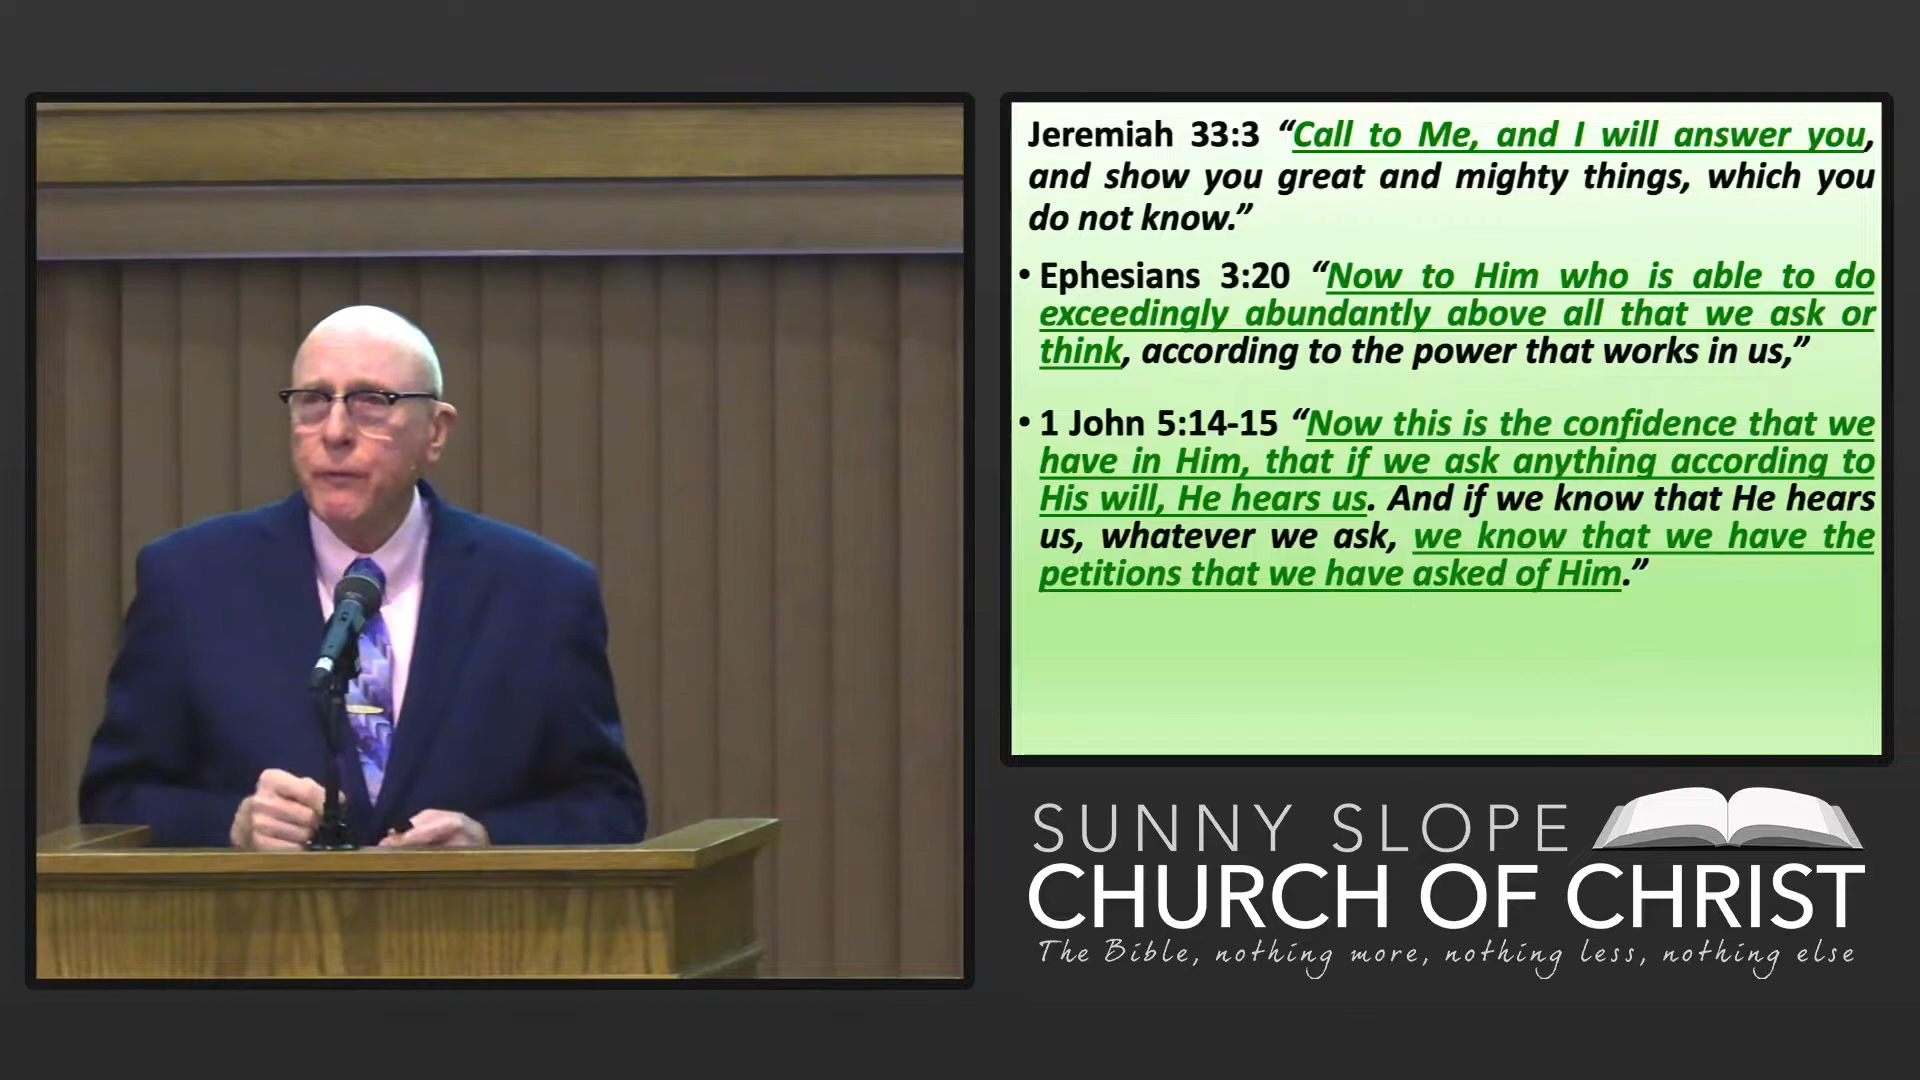 Jeremiah 33:3 “Call to Me, and I will answer you,
and show you great and mighty things, which you
do not know.”
• Ephesians 3:20 “Now to Him who is able to do
exceedingly abundantly above all that we ask or
think, according to the power that works in us,”
• 1 John 5:14-15 “Now this is the confidence that we
have in Him, that if we ask anything according to
His will, He hears us. And if we know that He hears
us, whatever we ask, we know that we have the
petitions that we have asked of Him.”
SUNNY SLOPE
CHURCH OF CHRIST
The Bible, nothing more, nothing less, nothing else